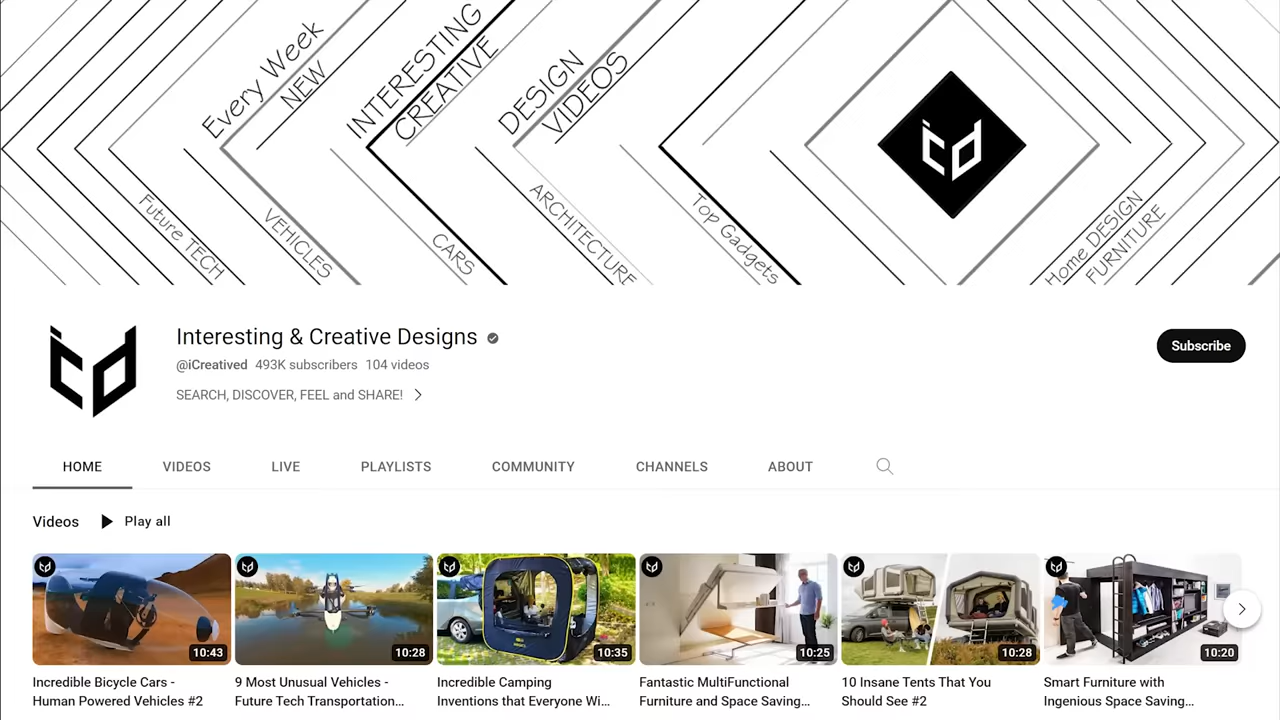 Every Week
NEW
INTERESTING
CREATIVE
DESIGN
VIDEOS
Future TECH
VEHICLES
CARS
ARCHITECTURE
Top Gadgets
Home DESIGN
FURNITURE
Interesting & Creative Designs
@iCreatived 493K subscribers 104 videos
SEARCH, DISCOVER, FEEL and SHARE!
Subscribe
HOME VIDEOS LIVE PLAYLISTS COMMUNITY CHANNELS ABOUT
Videos Play all
10:43 10:28 10:35 10:25 10:28 10:20
Incredible Bicycle Cars -
Human Powered Vehicles #2
9 Most Unusual Vehicles -
Future Tech Transportation...
Incredible Camping
Inventions that Everyone Wi...
Fantastic MultiFunctional
Furniture and Space Saving...
10 Insane Tents That You
Should See #2
Smart Furniture with
Ingenious Space Saving...